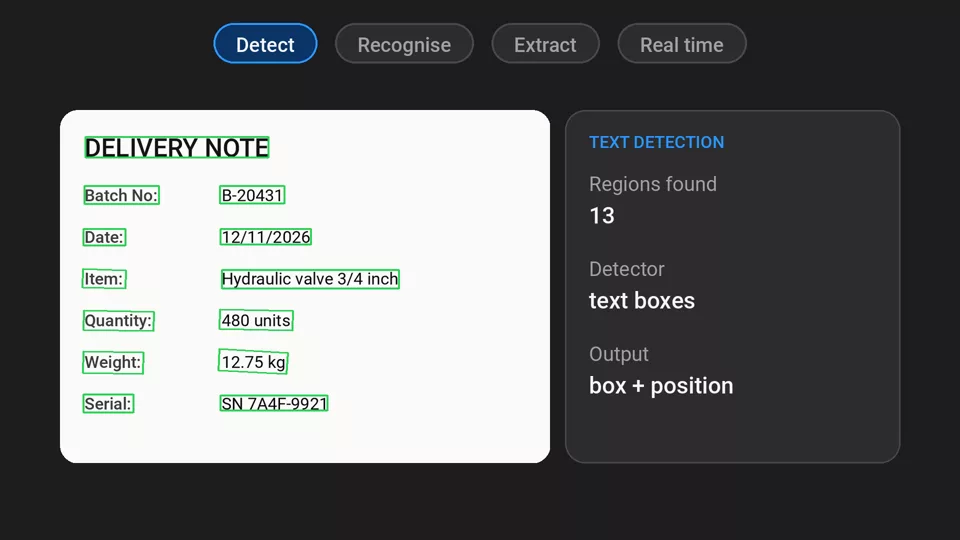 Detect Recognise Extract Real time
DELIVERY NOTE
Batch No: B-20431
Date: 12/11/2026
Item: Hydraulic valve 3/4 inch
Quantity: 480 units
Weight: 12.75 kg
Serial: SN 7A4F-9921
TEXT DETECTION
Regions found
13
Detector
text boxes
Output
box + position